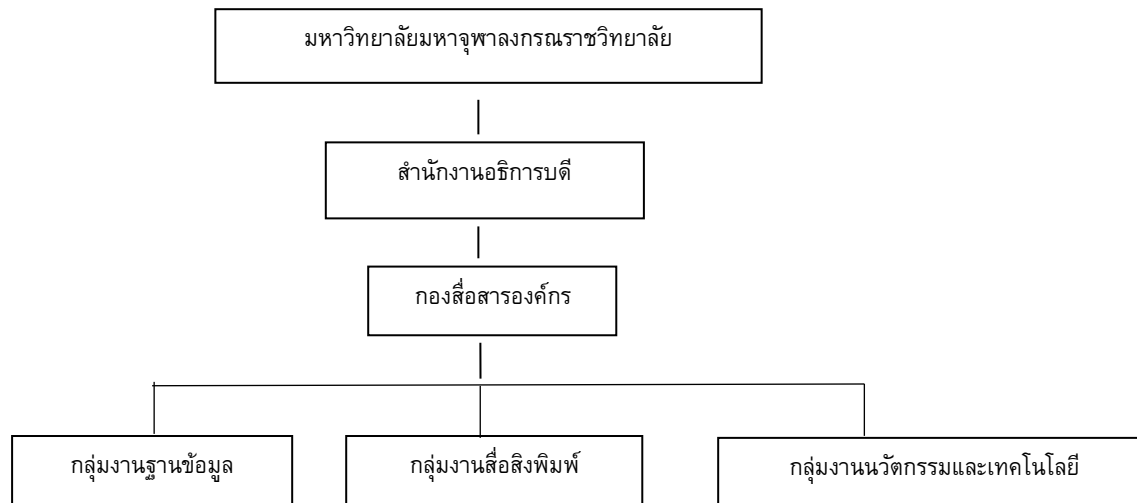 มหาวิทยาลัยมหาจุฬาลงกรณราชวิทยาลัย
สำนักงานอธิการบดี
กองสื่อสารองค์กร
กลุ่มงานฐานข้อมูล
กลุ่มงานสื่อสิงพิมพ์
กลุ่มงานนวัตกรรมและเทคโนโลยี